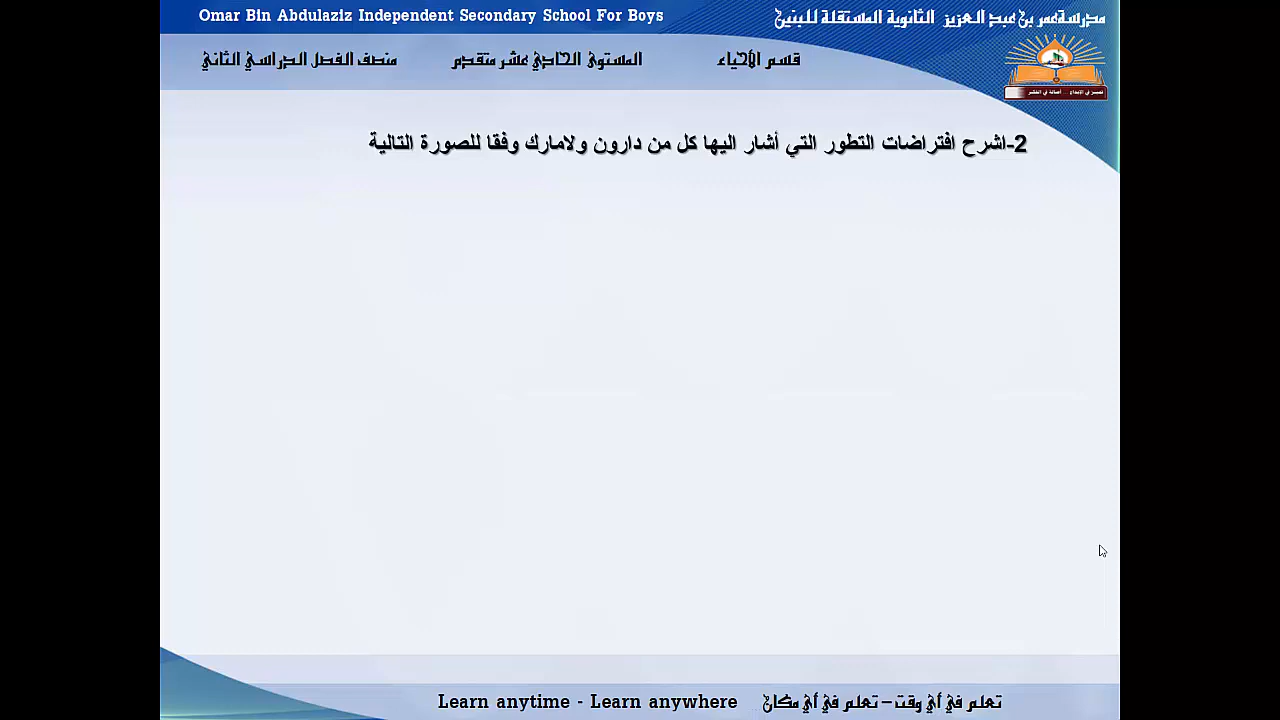 Omar Bin Abdulaziz Independent Secondary School For Boys
مدرسة عمر بن عبد العزيز الثانوية المستقلة للبنين
قسم الأحياء
المستوى الحادي عشر متقدم
منصف الفصل الدراسي الثاني
2-اشرح افتراضات التطور التي أشار اليها كل من دارون ولامارك وفقا للصورة التالية
Learn anytime - Learn anywhere
تعلم في أي وقت – تعلم في أي مكان